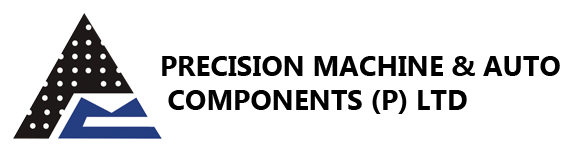 PRECISION MACHINE & AUTO
COMPONENTS (P) LTD